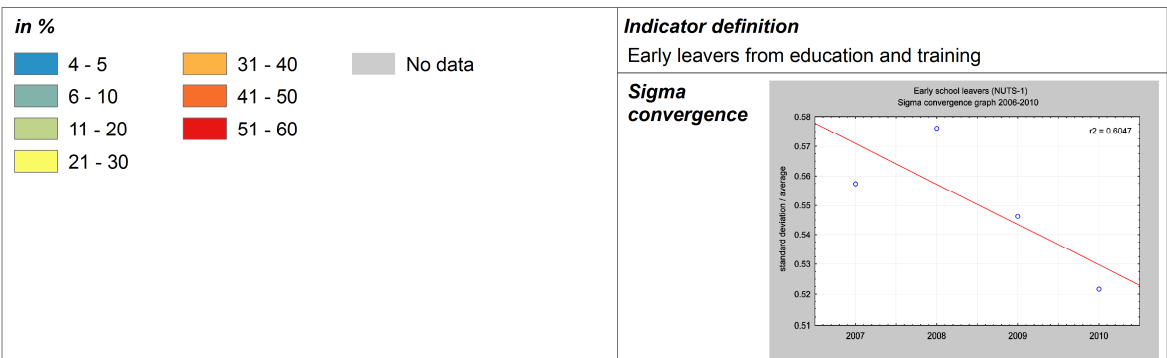 in %
4 - 5
6 - 10
11 - 20
21 - 30
31 - 40
41 - 50
51 - 60
No data
Indicator definition
Early leavers from education and training
Sigma
convergence
Early school leavers (NUTS-1)
Sigma convergence graph 2006-2010
r2 = 0.6047
standard deviation / average
0.58
0.57
0.56
0.55
0.54
0.53
0.52
0.51
2007 2008 2009 2010